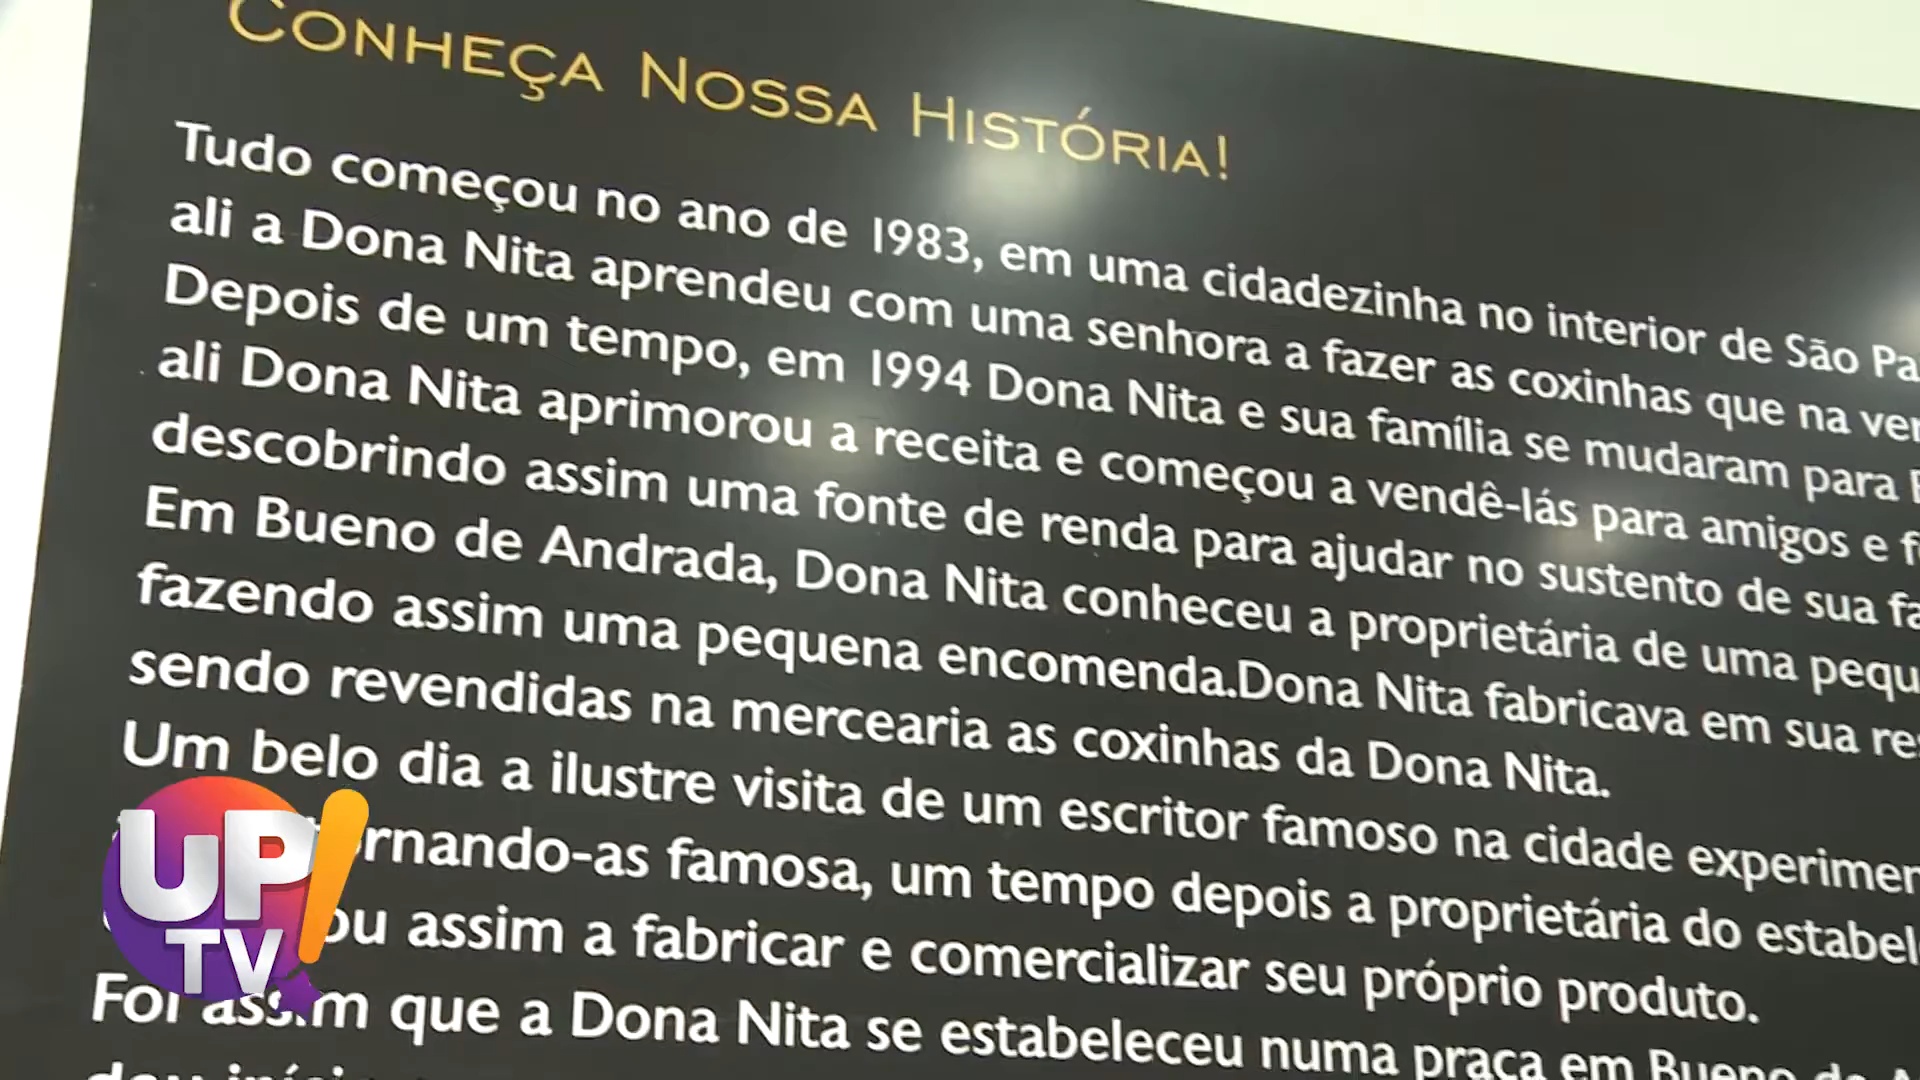 CONHEÇA NOSSA HISTÓRIA!
Tudo começou no ano de 1983, em uma cidadezinha no interior de São Pa
ali a Dona Nita aprendeu com uma senhora a fazer as coxinhas que na ver
Depois de um tempo, em 1994 Dona Nita e sua família se mudaram para
ali Dona Nita aprimorou a receita e começou a vendê-lás para amigos e f
descobrindo assim uma fonte de renda para ajudar no sustento de sua fa
Em Bueno de Andrada, Dona Nita conheceu a proprietária de uma pequ
fazendo assim uma pequena encomenda.Dona Nita fabricava em sua re
sendo revendidas na mercearia as coxinhas da Dona Nita.
Um belo dia a ilustre visita de um escritor famoso na cidade experimen
rnando-as famosa, um tempo depois a proprietária do estabel
ou assim a fabricar e comercializar seu próprio produto.
Foi assim que a Dona Nita se estabeleceu numa praça em Bueno de A
UP!
TV